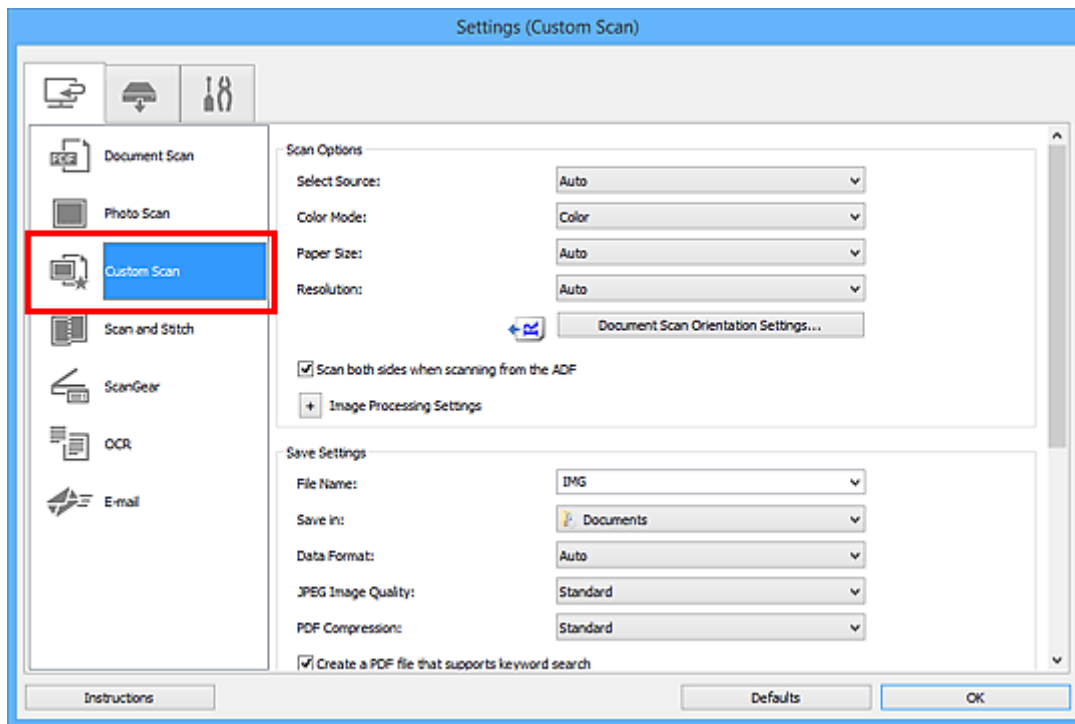 Settings (Custom Scan)
PDF
Document Scan
Photo Scan
Custom Scan
Scan and Stitch
ScanGear
OCR
E-mail
Scan Options
Select Source: Auto
Color Mode: Color
Paper Size: Auto
Resolution: Auto
R Document Scan Orientation Settings...
Scan both sides when scanning from the ADF
+ Image Processing Settings
Save Settings
File Name: IMG
Save in: Documents
Data Format: Auto
JPEG Image Quality: Standard
PDF Compression: Standard
Create a PDF file that supports keyword search
Instructions Defaults OK